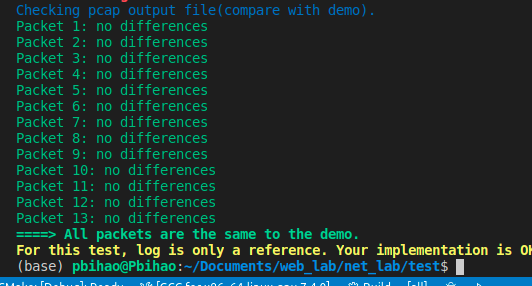 Checking pcap output file(compare with demo).
Packet 1: no differences
Packet 2: no differences
Packet 3: no differences
Packet 4: no differences
Packet 5: no differences
Packet 6: no differences
Packet 7: no differences
Packet 8: no differences
Packet 9: no differences
Packet 10: no differences
Packet 11: no differences
Packet 12: no differences
Packet 13: no differences
====> All packets are the same to the demo.
For this test, log is only a reference. Your implementation is OK
(base) pbihao@Pbihao:~/Documents/web_lab/net_lab/test$